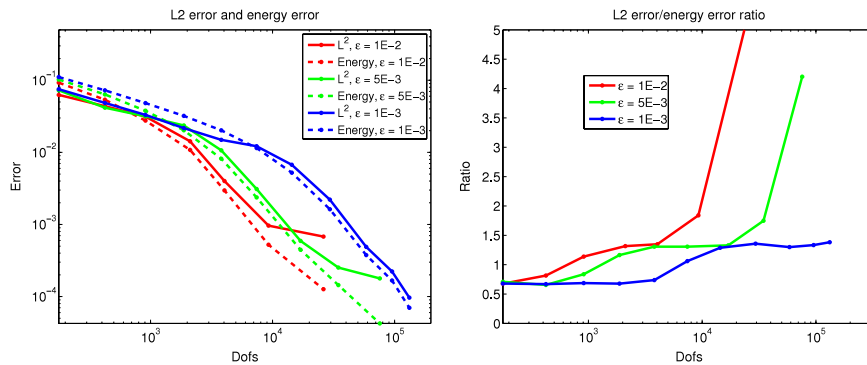 L2 error and energy error
Error
10⁻¹
10⁻²
10⁻³
10⁻⁴
10³
10⁴
10⁵
Dofs
L², ε = 1E−2
Energy, ε = 1E−2
L², ε = 5E−3
Energy, ε = 5E−3
L², ε = 1E−3
Energy, ε = 1E−3
L2 error/energy error ratio
Ratio
5
4.5
4
3.5
3
2.5
2
1.5
1
0.5
0
10³
10⁴
10⁵
Dofs
ε = 1E−2
ε = 5E−3
ε = 1E−3